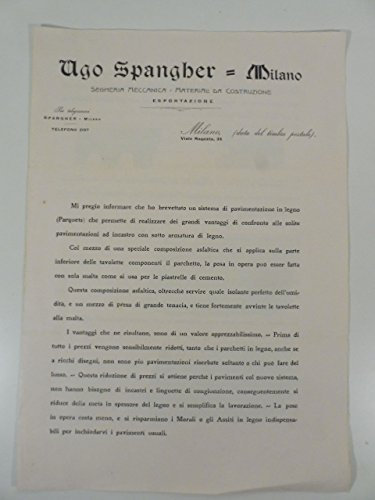 Ugo Spangher = Milano
SEGHERIA MECCANICA - MATERIALI DA COSTRUZIONE
ESPORTAZIONE
Per telegrammi
SPANGHER - MILANO
TELEFONO
Milano, (data del timbro postale).
Viale Magenta,
Mi pregio informare che ho brevettato un sistema di pavimentazione in legno
(Parquets) che permette di realizzare dei grandi vantaggi di confronto alle solite
pavimentazioni ad incastro con sotto armatura di legno.
Col mezzo di una speciale composizione asfaltica che si applica sulla parte
inferiore delle tavolette componenti il parchetto, la posa in opera può esser fatta
con sola malta come si usa per le piastrelle di cemento.
Questa composizione asfaltica, oltrecchè servire quale isolante perfetto dell'umi-
dità, è un mezzo di presa di grande tenacia, e tiene fortemente avvinte le tavolette
alla malta.
I vantaggi che ne risultano, sono di un valore apprezzabilissimo. — Prima di
tutto i prezzi vengono sensibilmente ridotti, tanto che i parchetti in legno, anche se
a ricchi disegni, non sono più pavimentazioni riserbate soltanto a chi può fare del
lusso. — Questa riduzione di prezzi si ottiene perchè i pavimenti col nuovo sistema,
non hanno bisogno di incastri e linguette di congiunzione, conseguentemente si
riduce della metà in spessore del legno e si semplifica la lavorazione. — La posa
in opera costa meno, e si risparmiano i Morali e gli Assiti in legno indispensa-
bili per inchiodarvi i pavimenti usuali.